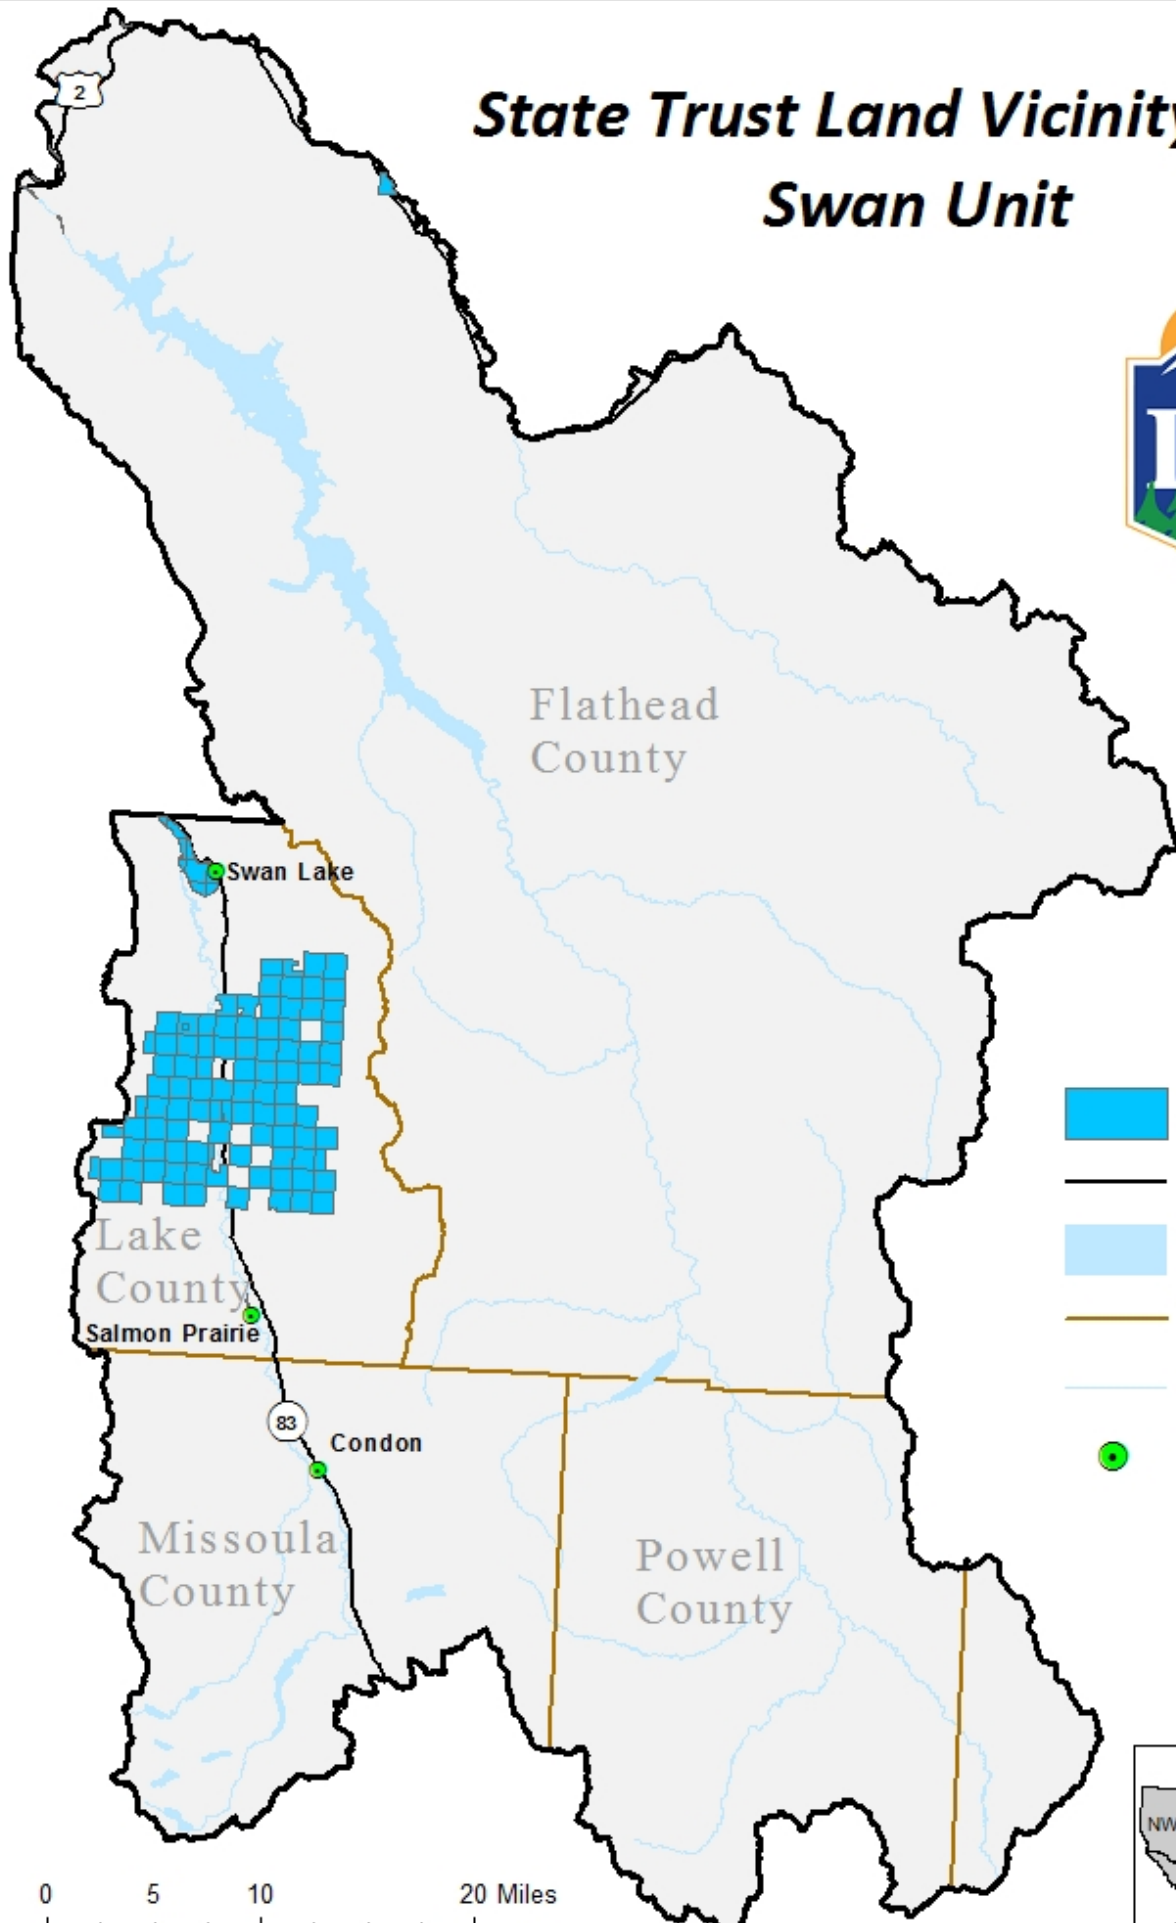 State Trust Land Vicinity
Swan Unit
2
Flathead
County
Swan Lake
Lake
County
Salmon Prairie
83
Condon
Missoula
County
Powell
County
NW
0 5 10 20 Miles